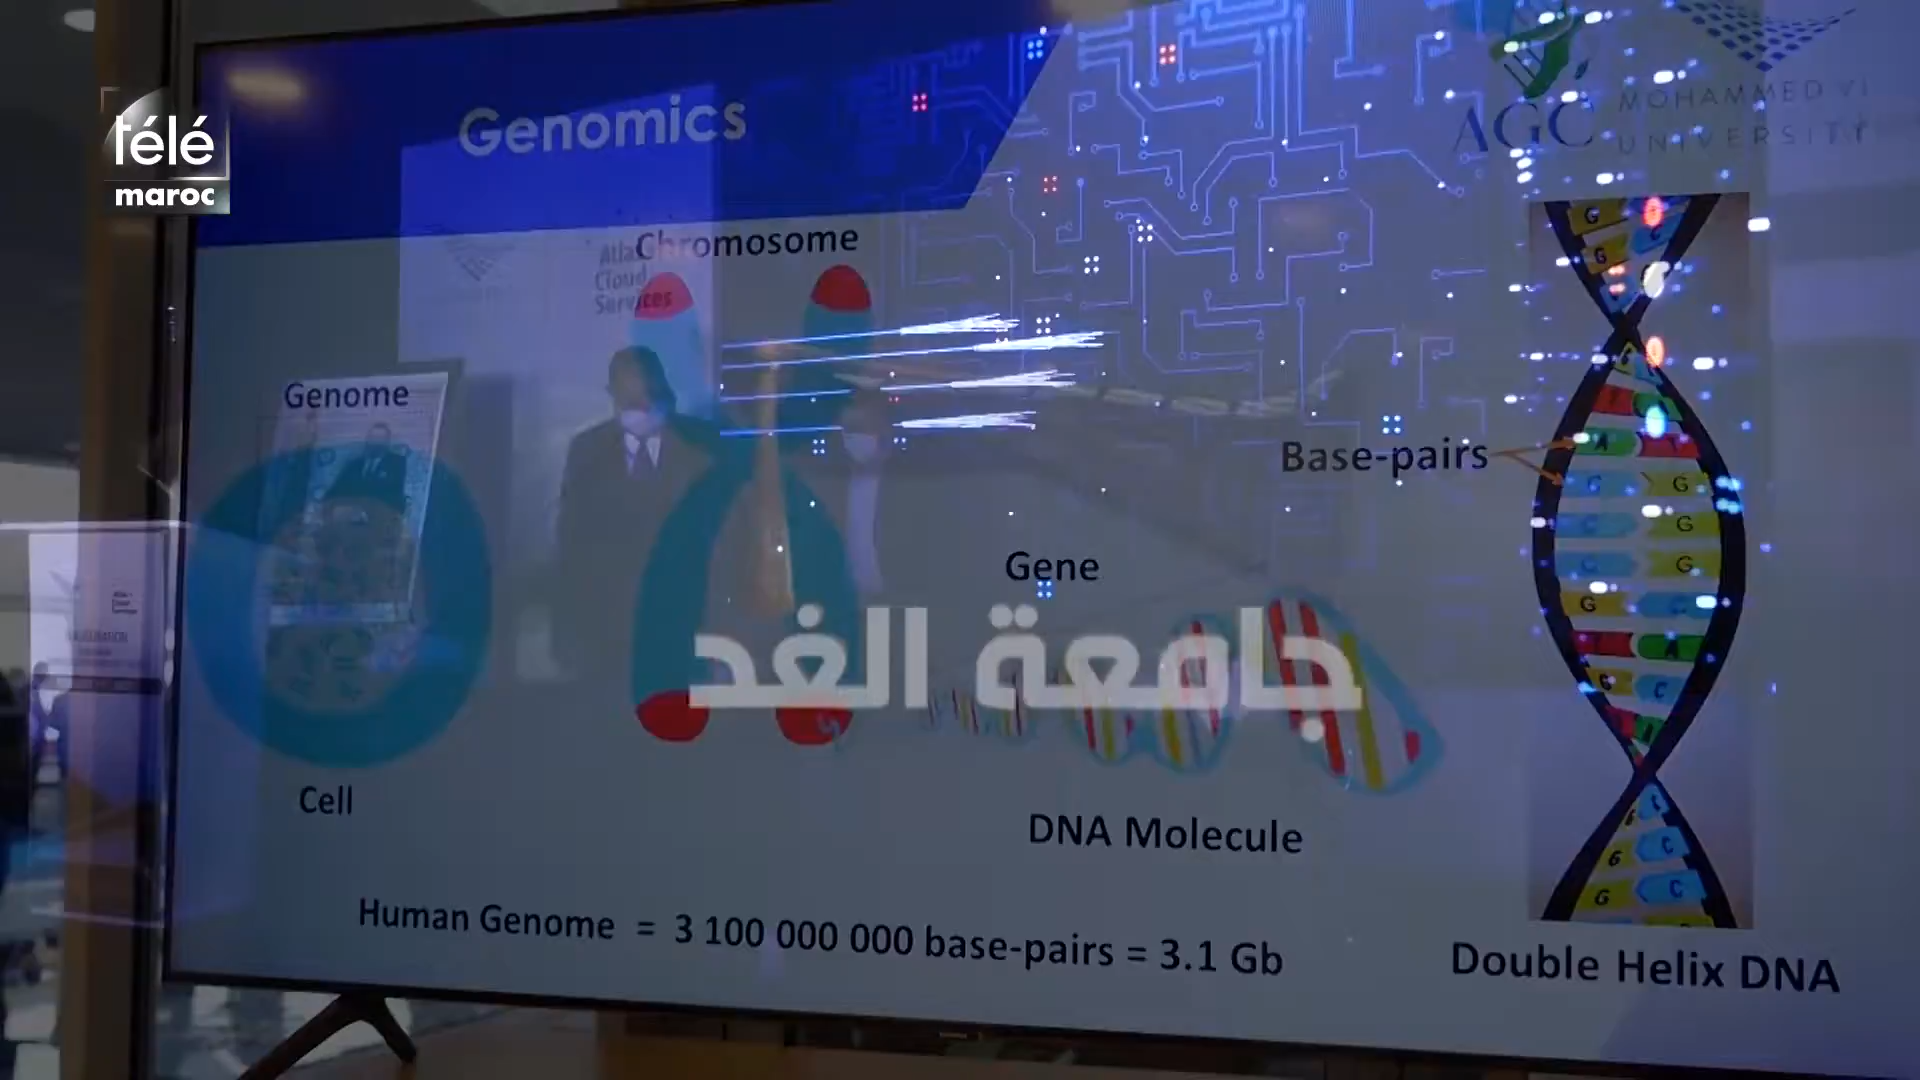 télé
maroc
Genomics
AGC
MOHAMMED VI
UNIVERSITY
Chromosome
Atlas
Cloud
Services
Genome
Base-pairs
Gene
جامعة الغد
Cell
DNA Molecule
Human Genome = 3 100 000 000 base-pairs = 3.1 Gb
Double Helix DNA
A
C
G
C
G
C
G
G
A
G
C
G
C
G
C